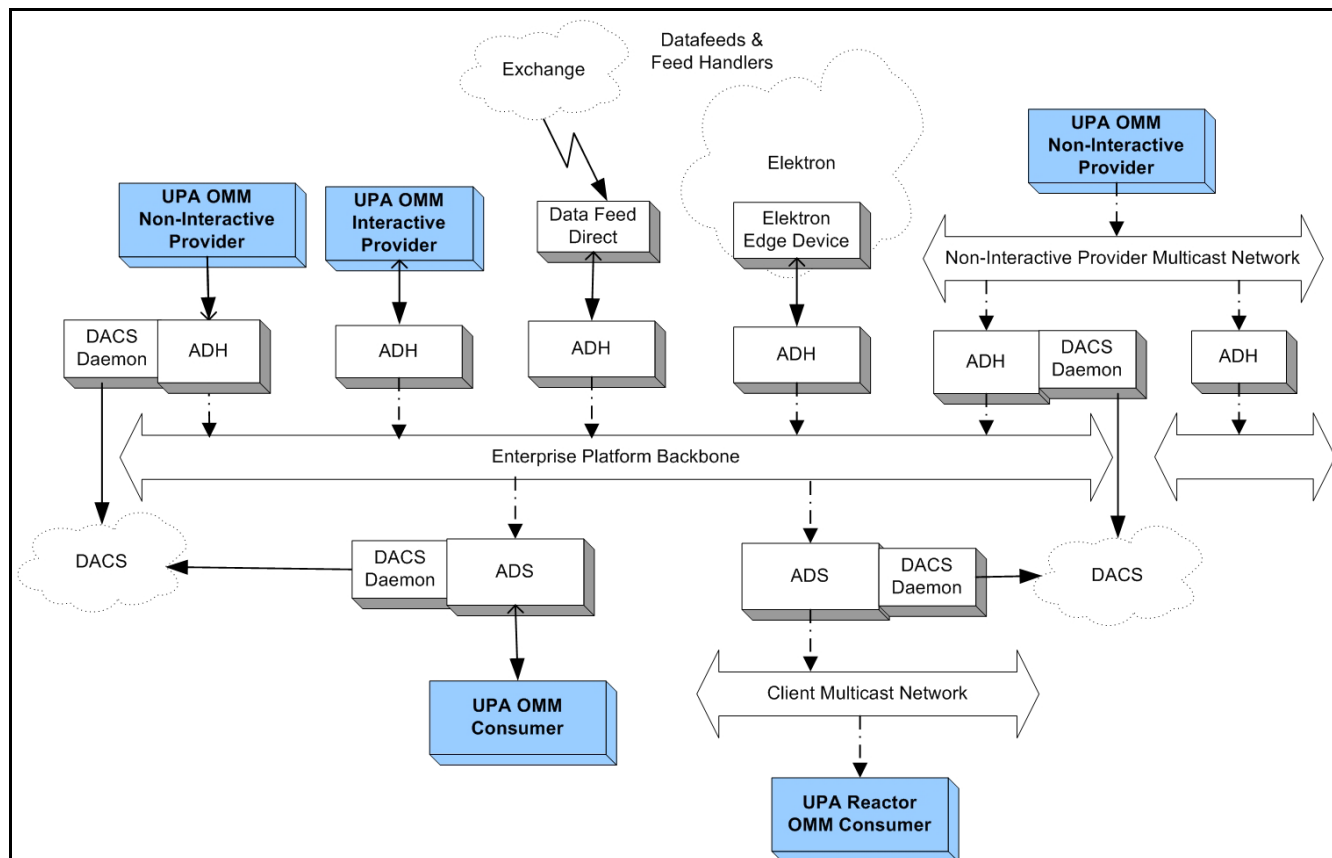 Datafeeds &
Feed Handlers
Exchange
UPA OMM
Non-Interactive
Provider
Elektron
UPA OMM
Non-Interactive
Provider
UPA OMM
Interactive
Provider
Data Feed
Direct
Elektron
Edge Device
Non-Interactive Provider Multicast Network
DACS
Daemon
ADH
ADH
ADH
ADH
ADH
DACS
Daemon
ADH
Enterprise Platform Backbone
DACS
DACS
Daemon
ADS
ADS
DACS
Daemon
DACS
UPA OMM
Consumer
Client Multicast Network
UPA Reactor
OMM Consumer